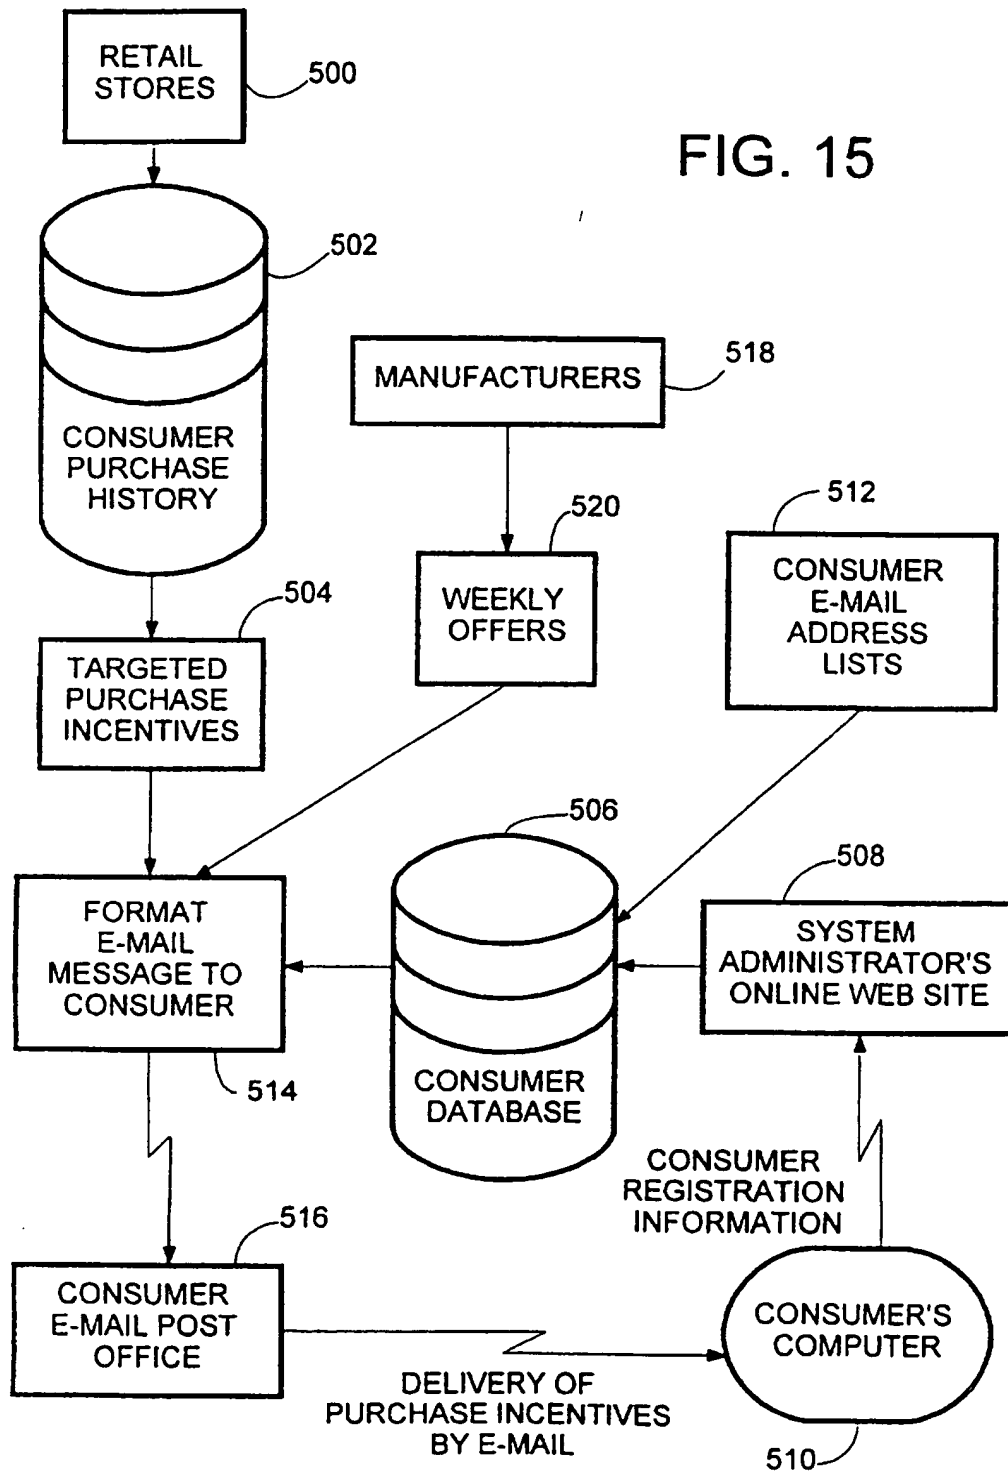 RETAIL
STORES
500
FIG. 15
502
CONSUMER
PURCHASE
HISTORY
MANUFACTURERS
518
520
WEEKLY
OFFERS
512
CONSUMER
E-MAIL
ADDRESS
LISTS
504
TARGETED
PURCHASE
INCENTIVES
506
CONSUMER
DATABASE
508
SYSTEM
ADMINISTRATOR'S
ONLINE WEB SITE
FORMAT
E-MAIL
MESSAGE TO
CONSUMER
514
CONSUMER
REGISTRATION
INFORMATION
516
CONSUMER
E-MAIL POST
OFFICE
DELIVERY OF
PURCHASE INCENTIVES
BY E-MAIL
CONSUMER'S
COMPUTER
510